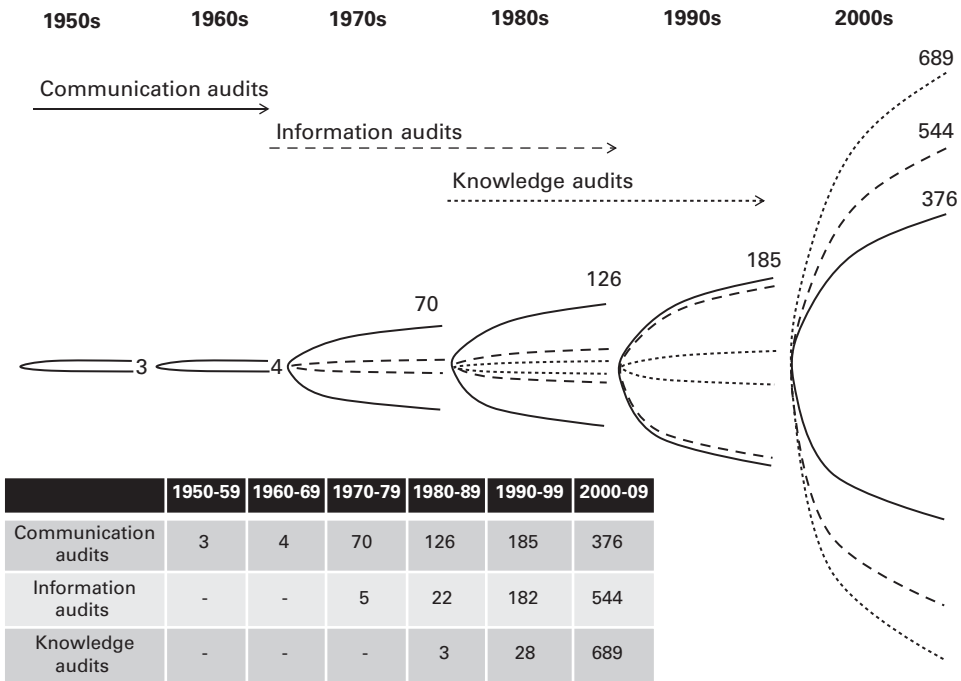 1950s 1960s 1970s 1980s 1990s 2000s
689
Communication audits
544
Information audits
Knowledge audits
376
185
126
70
3
4
1950-59 1960-69 1970-79 1980-89 1990-99 2000-09
Communication
audits
3 4 70 126 185 376
Information
audits
- - 5 22 182 544
Knowledge
audits
- - - 3 28 689